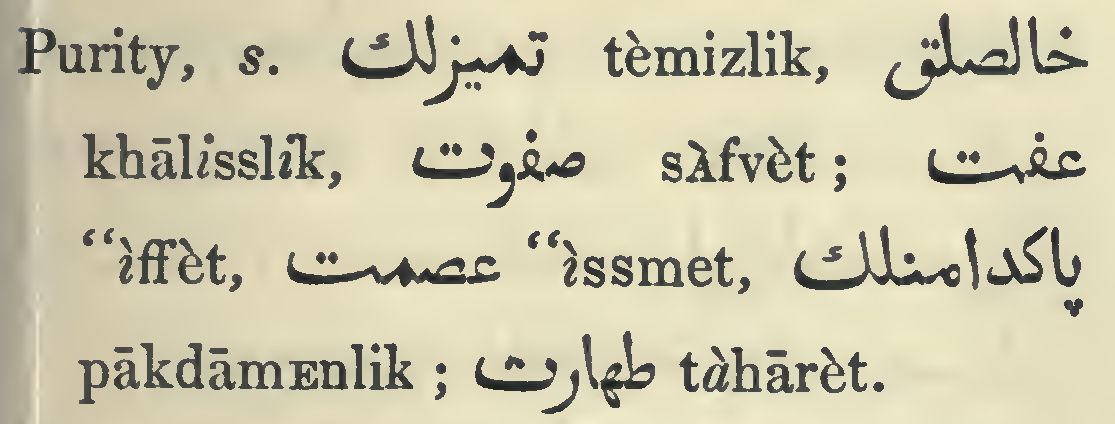 Purity, s. تميزلك tèmizlik, خالصلق
khālisslik, صفوت sàfvèt ; عفت
“ìffèt, عصمت “ìssmet, پاكدامنلك
pākdāmᴇnlik ; طهارت tàhārèt.